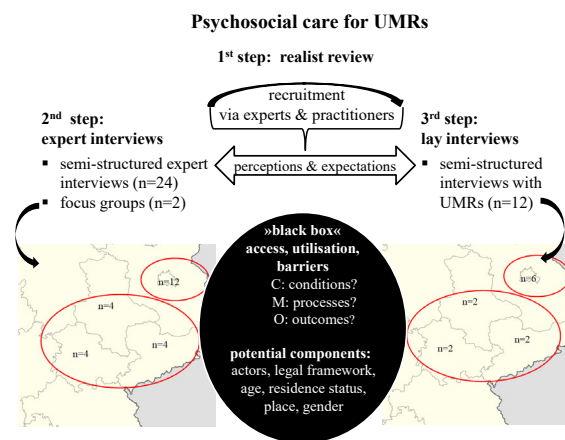 Psychosocial care for UMRs
1st step: realist review
recruitment
via experts & practitioners
2nd step:
expert interviews
▪ semi-structured expert
interviews (n=24)
▪ focus groups (n=2)
perceptions & expectations
3rd step:
lay interviews
▪ semi-structured
interviews with
UMRs (n=12)
n=12
n=4
n=4
n=4
»black box«
access, utilisation,
barriers
C: conditions?
M: processes?
O: outcomes?
potential components:
actors, legal framework,
age, residence status,
place, gender
n=6
n=2
n=2
n=2